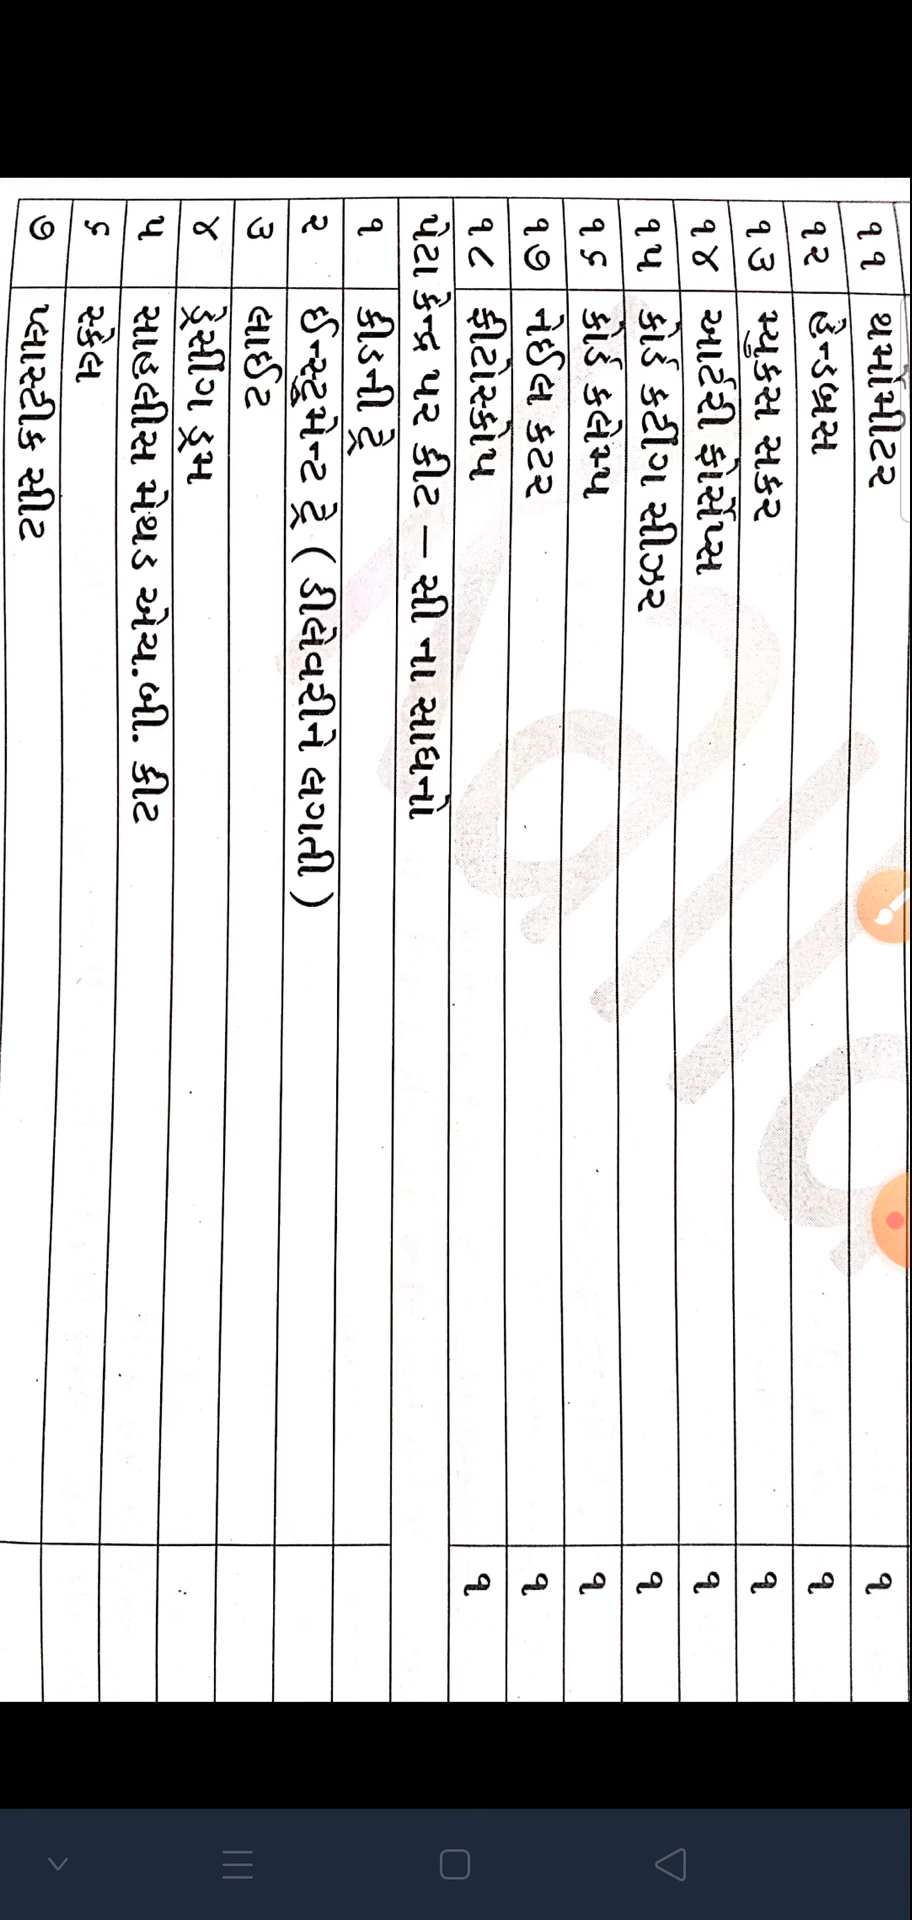 ૧૧ થર્મોમીટર ૧
૧૨ હેન્ડબ્રસ ૧
૧૩ મ્યુકસ સકર ૧
૧૪ આર્ટરી ફોર્સેપ્સ ૧
૧૫ કોર્ડ કટીગ સીઝર ૧
૧૬ કોર્ડ કલેમ્પ ૧
૧૭ નેઈલ કટર ૧
૧૮ ફીટોસ્કોપ ૧
પેટા કેન્દ્ર પર કીટ – સી ના સાધનો
૧ કીડની ટ્રે
૨ ઈન્સ્ટ્રુમેન્ટ ટ્રે ( ડીલેવરીને લગતી )
૩ લાઈટ
૪ ડ્રેસીગ ડ્રમ
૫ સાહલીસ મેથડ એચ.બી. કીટ
૬ સ્કેલ
૭ પ્લાસ્ટીક સીટ